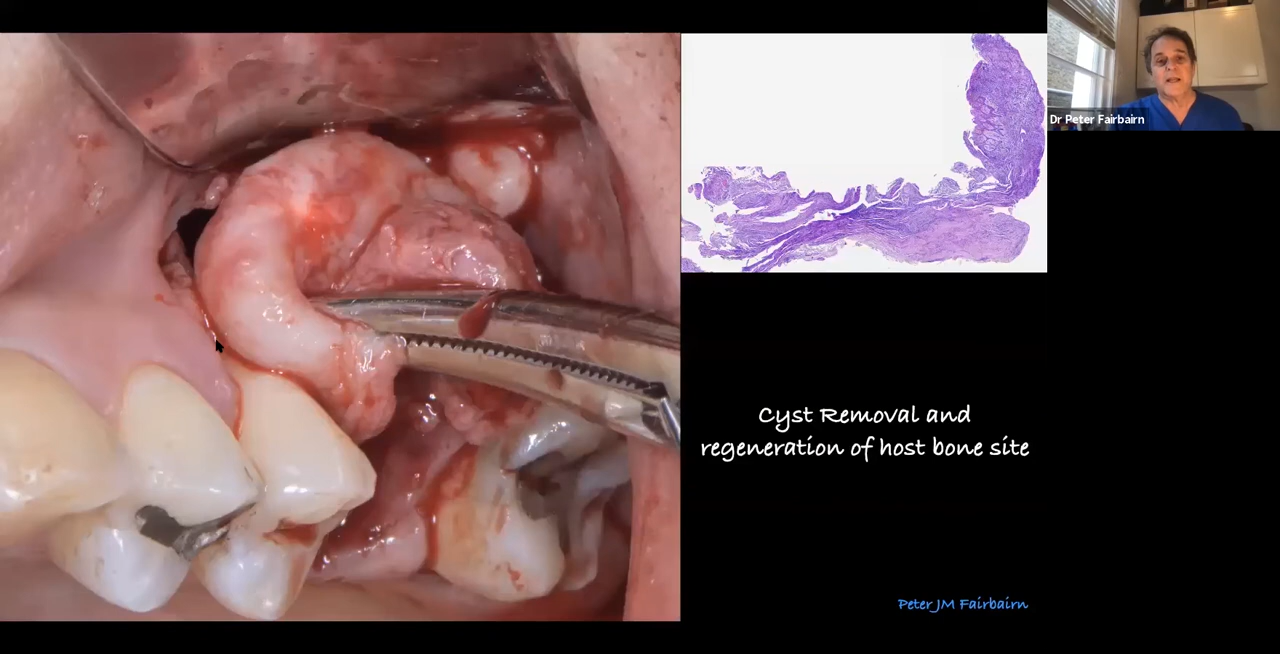 Dr Peter Fairbairn
Cyst Removal and
regeneration of host bone site
Peter JM Fairbairn